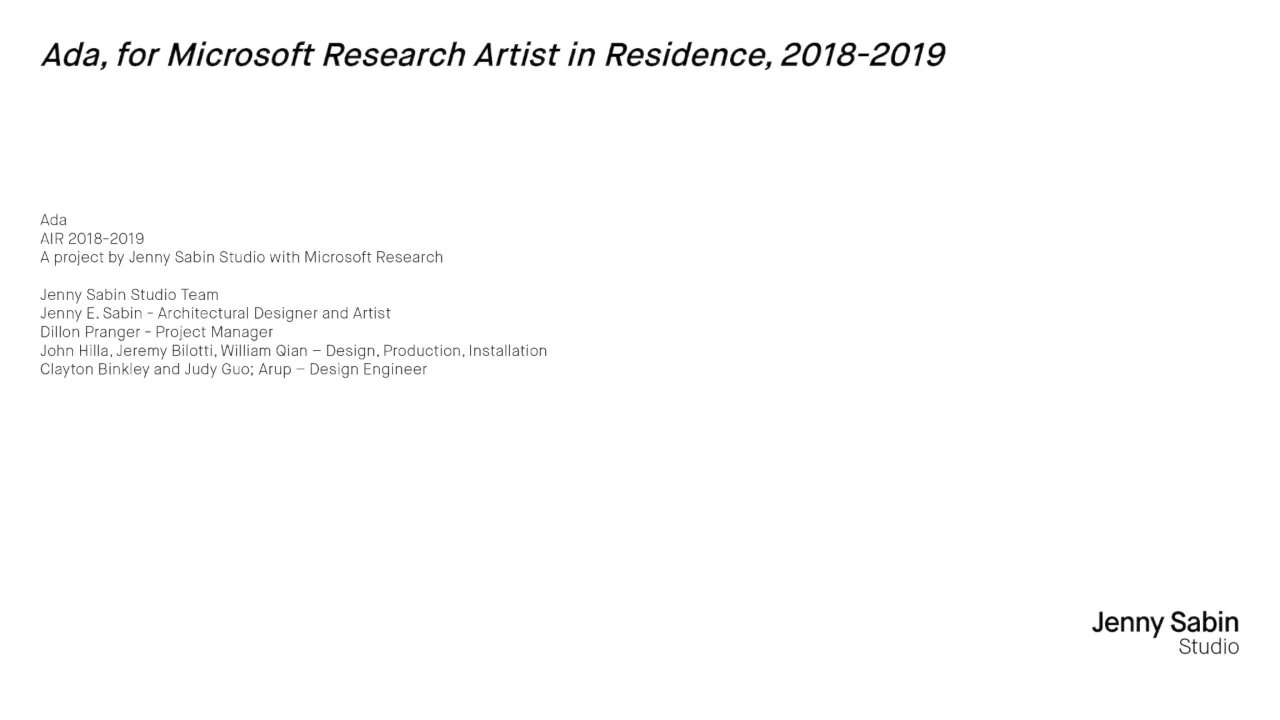 Ada, for Microsoft Research Artist in Residence, 2018-2019
Ada
AIR 2018-2019
A project by Jenny Sabin Studio with Microsoft Research
Jenny Sabin Studio Team
Jenny E. Sabin - Architectural Designer and Artist
Dillon Pranger - Project Manager
John Hilla, Jeremy Bilotti, William Qian – Design, Production, Installation
Clayton Binkley and Judy Guo; Arup – Design Engineer
Jenny Sabin
Studio